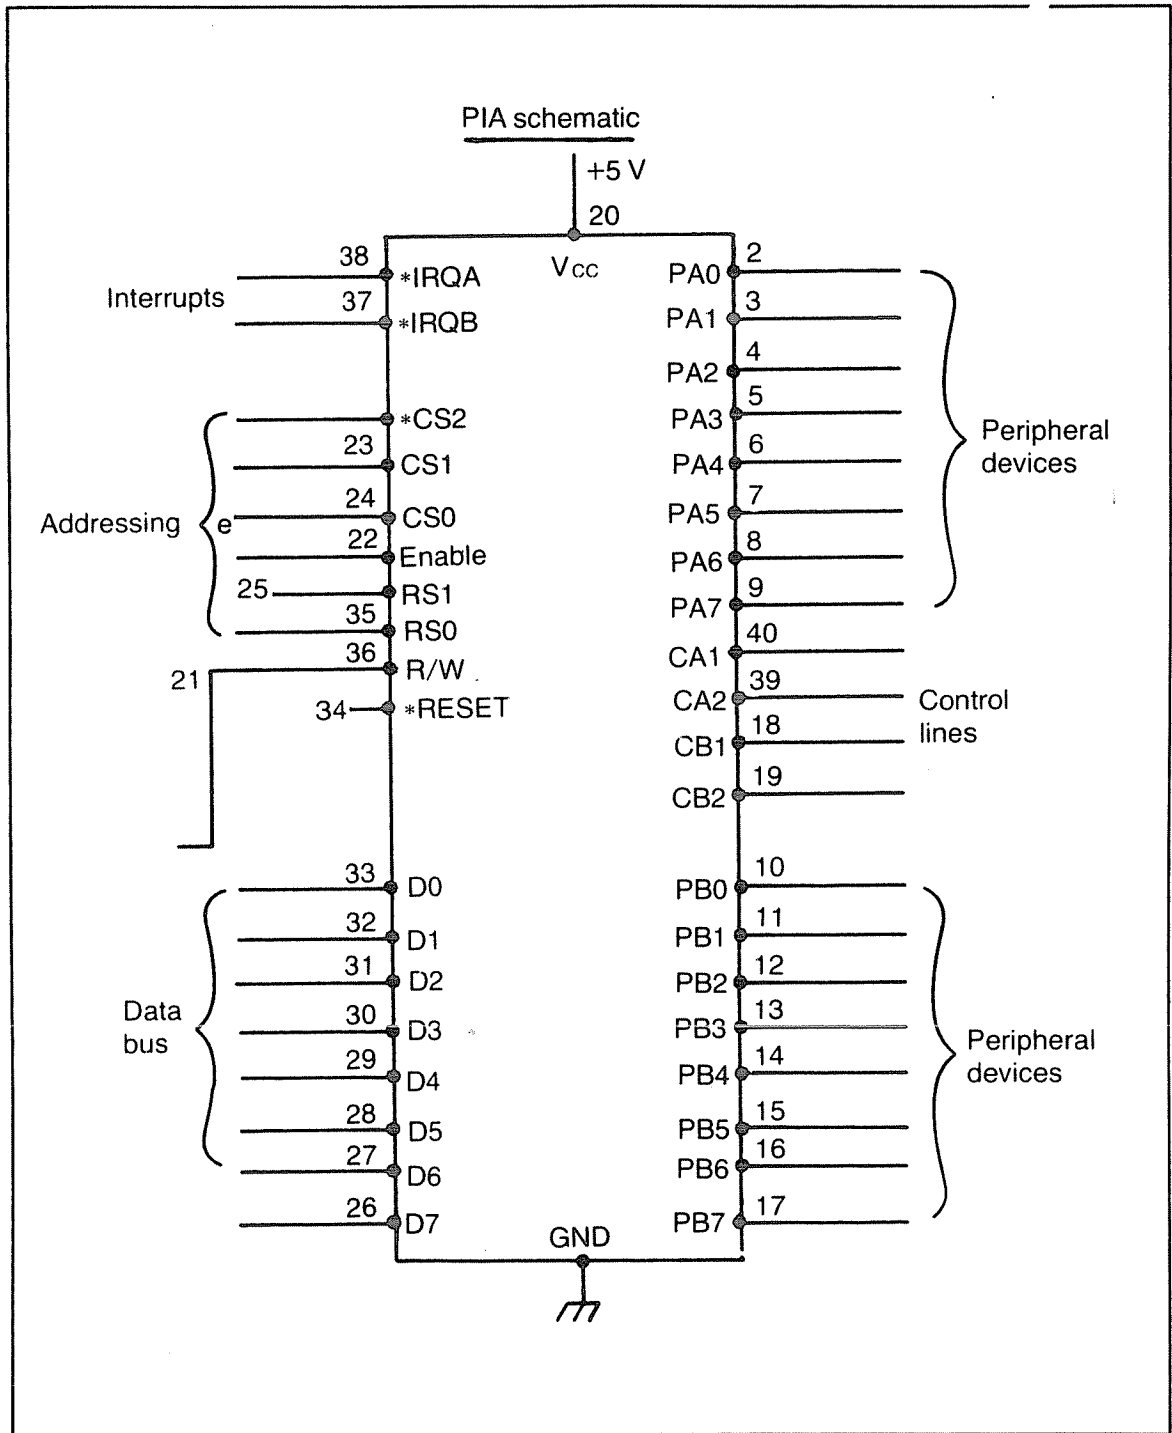 PIA schematic
+5 V
20
Vcc
38
*IRQA
Interrupts
37
*IRQB
*CS2
23
CS1
24
CS0
Addressing
e
22
Enable
25
RS1
35
RS0
36
R/W
21
34
*RESET
33
D0
32
D1
31
D2
30
D3
Data
bus
29
D4
28
D5
27
D6
26
D7
GND
PA0
2
PA1
3
PA2
4
PA3
5
PA4
6
PA5
7
PA6
8
PA7
9
Peripheral
devices
CA1
40
CA2
39
CB1
18
CB2
19
Control
lines
PB0
10
PB1
11
PB2
12
PB3
13
PB4
14
PB5
15
PB6
16
PB7
17
Peripheral
devices